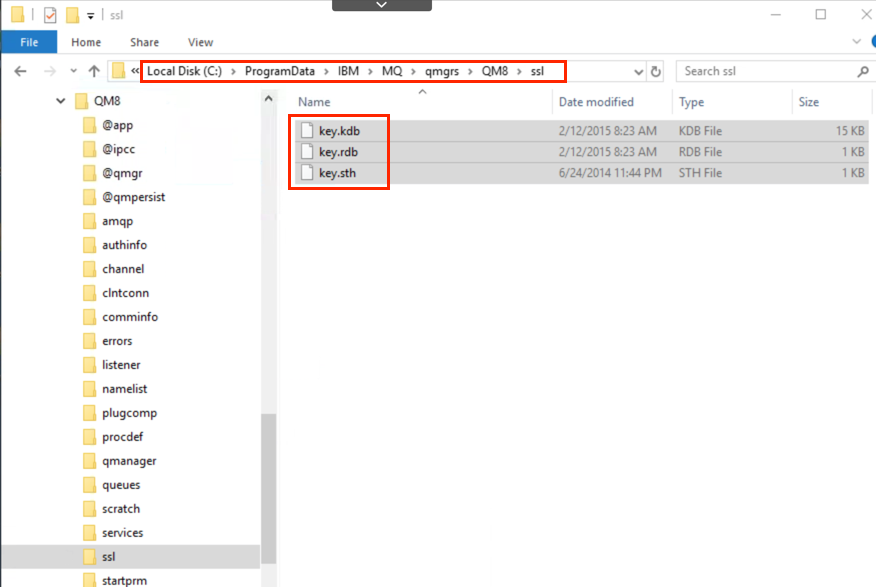 ssl
File Home Share View
« Local Disk (C:) > ProgramData > IBM > MQ > qmgrs > QM8 > ssl
Search ssl
QM8
@app
@ipcc
@qmgr
@qmpersist
amqp
authinfo
channel
clntconn
comminfo
errors
listener
namelist
plugcomp
procdef
qmanager
queues
scratch
services
ssl
startprm
Name Date modified Type Size
key.kdb 2/12/2015 8:23 AM KDB File 15 KB
key.rdb 2/12/2015 8:23 AM RDB File 1 KB
key.sth 6/24/2014 11:44 PM STH File 1 KB